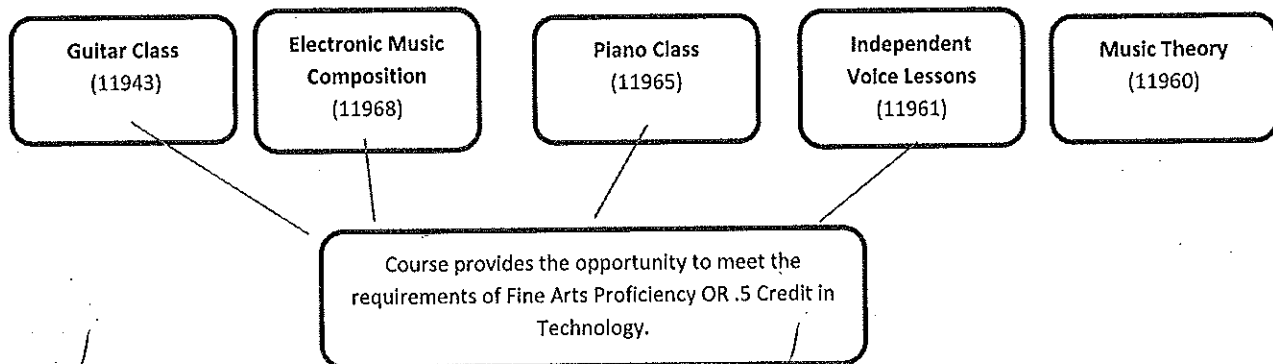 Guitar Class
(11943)
Electronic Music
Composition
(11968)
Piano Class
(11965)
Independent
Voice Lessons
(11961)
Music Theory
(11960)
Course provides the opportunity to meet the
requirements of Fine Arts Proficiency OR .5 Credit in
Technology.